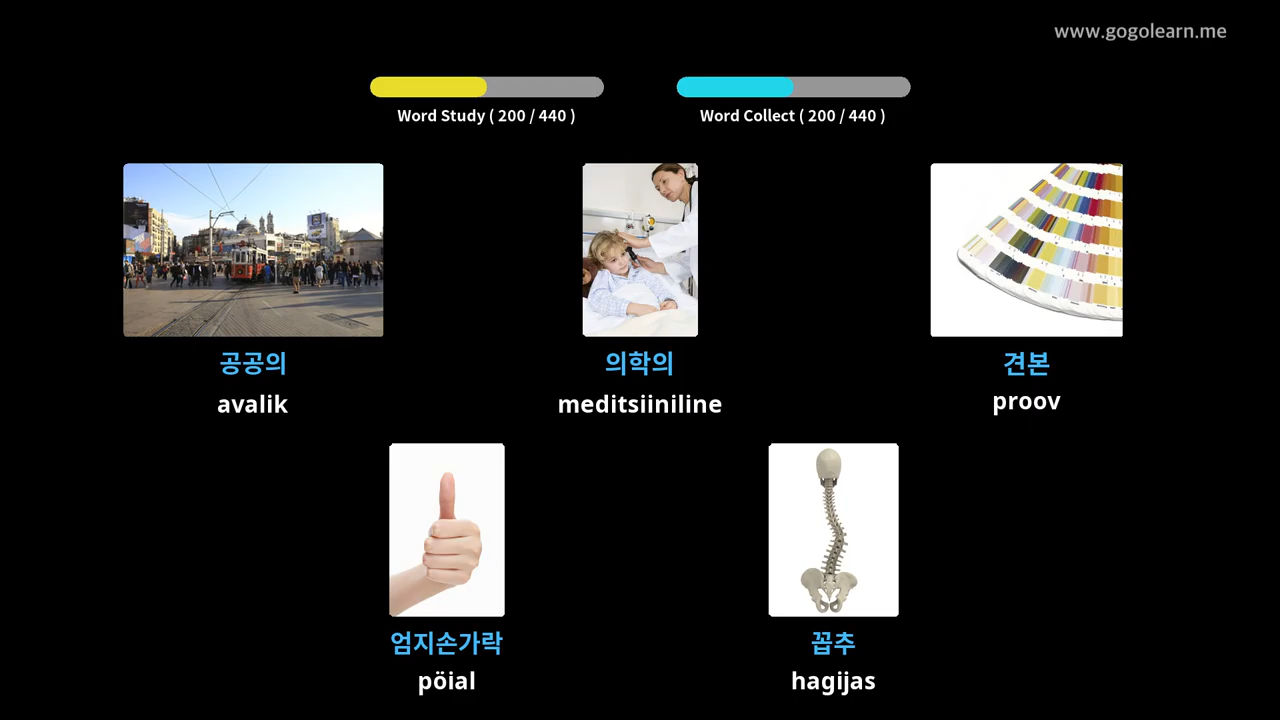 www.gogolearn.me
Word Study ( 200 / 440 )
Word Collect ( 200 / 440 )
공공의
avalik
의학의
meditsiiniline
견본
proov
엄지손가락
pöial
꼽추
hagijas